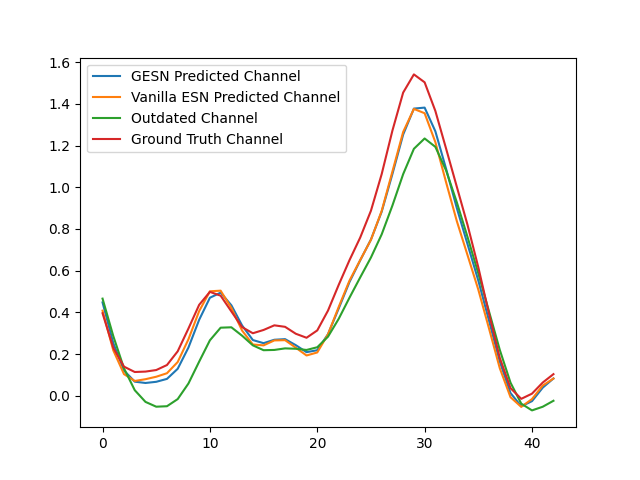 1.6
1.4
1.2
1.0
0.8
0.6
0.4
0.2
0.0
GESN Predicted Channel
Vanilla ESN Predicted Channel
Outdated Channel
Ground Truth Channel
0 10 20 30 40